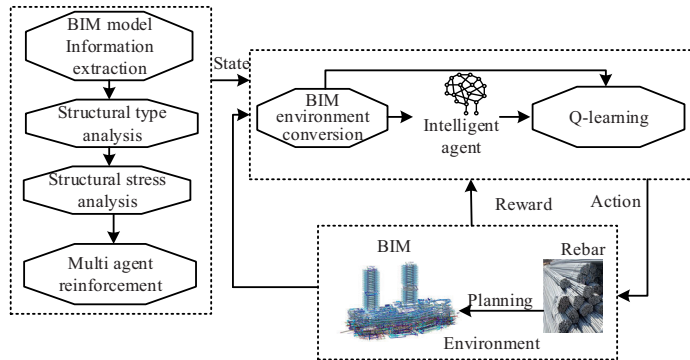 BIM model
Information
extraction
Structural type
analysis
Structural stress
analysis
Multi agent
reinforcement
State
BIM
environment
conversion
Intelligent
agent
Q-learning
Reward
Action
BIM
Rebar
Planning
Environment